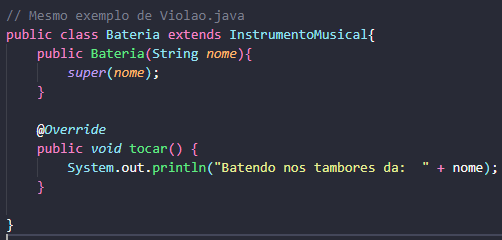 // Mesmo exemplo de Violao.java
public class Bateria extends InstrumentoMusical{
    public Bateria(String nome){
        super(nome);
    }

    @Override
    public void tocar() {
        System.out.println("Batendo nos tambores da:  " + nome);
    }

}